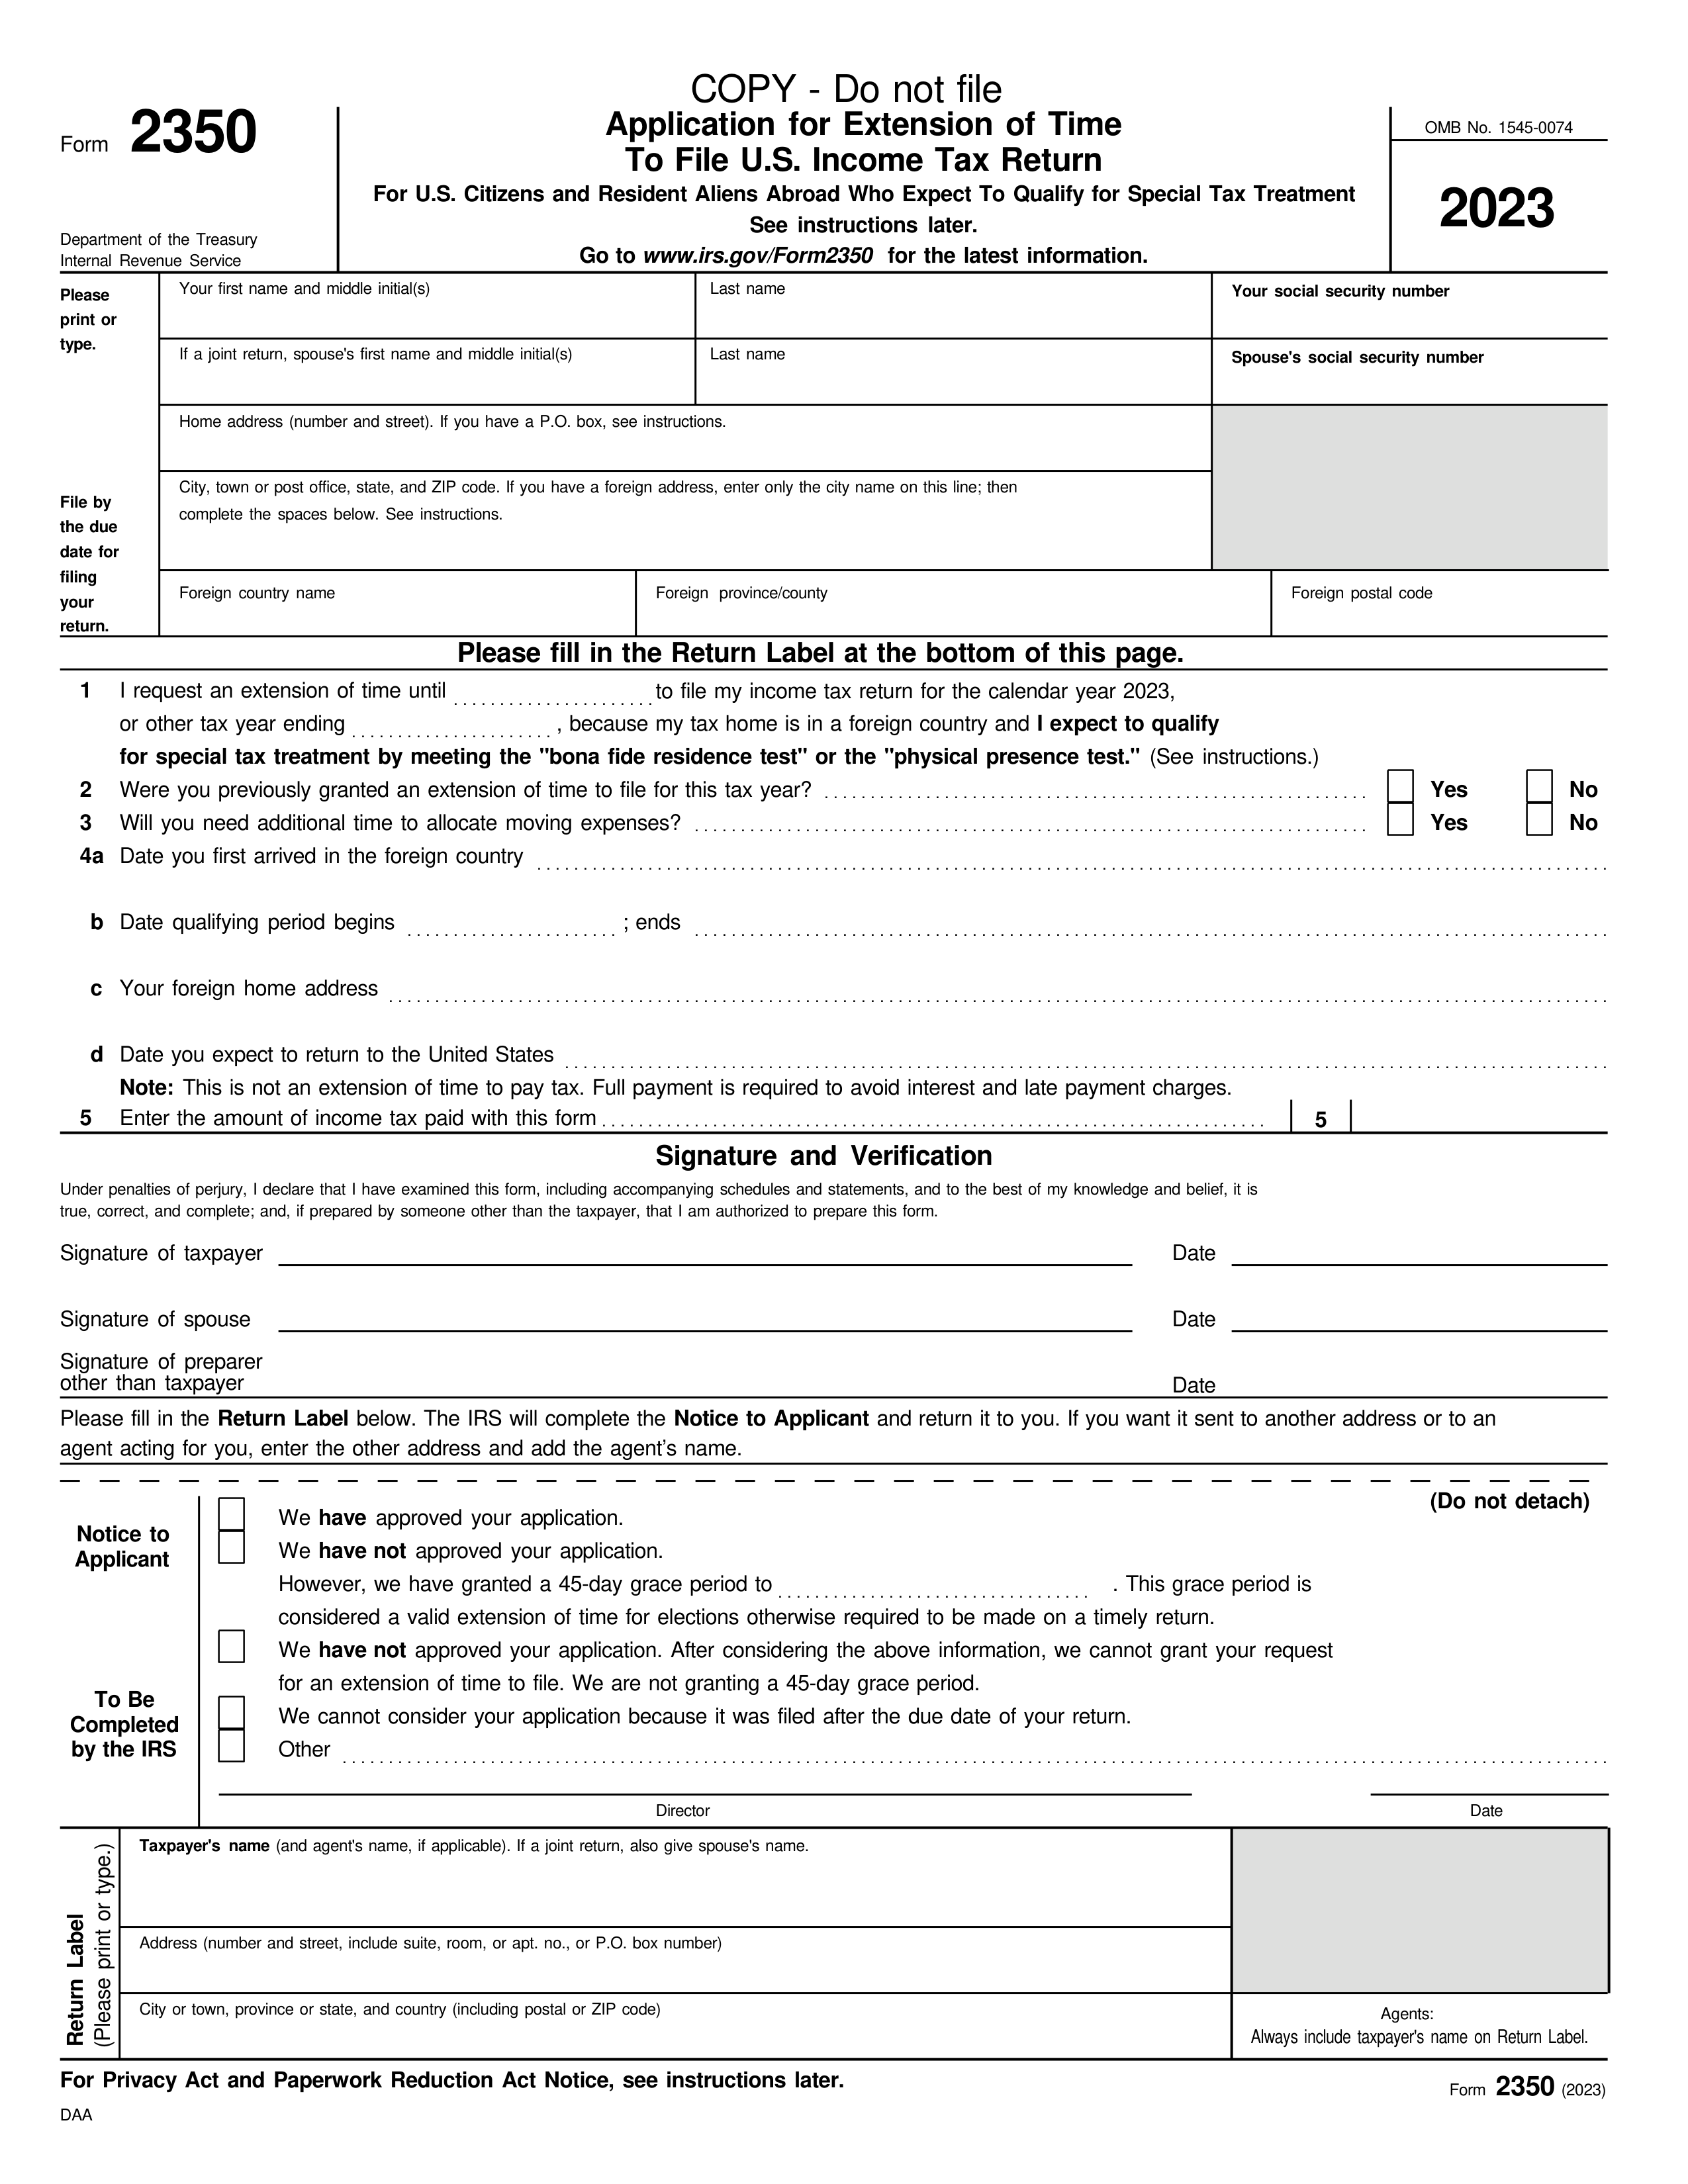 COPY - Do not file
Form 2350
Department of the Treasury
Internal Revenue Service
Application for Extension of Time
To File U.S. Income Tax Return
For U.S. Citizens and Resident Aliens Abroad Who Expect To Qualify for Special Tax Treatment
See instructions later.
Go to www.irs.gov/Form2350 for the latest information.
OMB No. 1545-0074
2023
Please
print or
type.
File by
the due
date for
filing
your
return.
Your first name and middle initial(s) Last name Your social security number
If a joint return, spouse's first name and middle initial(s) Last name Spouse's social security number
Home address (number and street). If you have a P.O. box, see instructions.
City, town or post office, state, and ZIP code. If you have a foreign address, enter only the city name on this line; then
complete the spaces below. See instructions.
Foreign country name Foreign province/county Foreign postal code
Please fill in the Return Label at the bottom of this page.
1 I request an extension of time until ...................... to file my income tax return for the calendar year 2023,
or other tax year ending ...................... , because my tax home is in a foreign country and I expect to qualify
for special tax treatment by meeting the "bona fide residence test" or the "physical presence test." (See instructions.)
2 Were you previously granted an extension of time to file for this tax year? Yes No
3 Will you need additional time to allocate moving expenses? Yes No
4a Date you first arrived in the foreign country
b Date qualifying period begins ...................... ; ends
c Your foreign home address
d Date you expect to return to the United States
Note: This is not an extension of time to pay tax. Full payment is required to avoid interest and late payment charges.
5 Enter the amount of income tax paid with this form 5
Signature and Verification
Under penalties of perjury, I declare that I have examined this form, including accompanying schedules and statements, and to the best of my knowledge and belief, it is
true, correct, and complete; and, if prepared by someone other than the taxpayer, that I am authorized to prepare this form.
Signature of taxpayer Date
Signature of spouse Date
Signature of preparer
other than taxpayer Date
Please fill in the Return Label below. The IRS will complete the Notice to Applicant and return it to you. If you want it sent to another address or to an
agent acting for you, enter the other address and add the agent’s name.
(Do not detach)
Notice to
Applicant
To Be
Completed
by the IRS
We have approved your application.
We have not approved your application.
However, we have granted a 45-day grace period to ...................... . This grace period is
considered a valid extension of time for elections otherwise required to be made on a timely return.
We have not approved your application. After considering the above information, we cannot grant your request
for an extension of time to file. We are not granting a 45-day grace period.
We cannot consider your application because it was filed after the due date of your return.
Other
Director Date
Return Label
(Please print or type.)
Taxpayer's name (and agent's name, if applicable). If a joint return, also give spouse's name.
Address (number and street, include suite, room, or apt. no., or P.O. box number)
City or town, province or state, and country (including postal or ZIP code)
Agents:
Always include taxpayer's name on Return Label.
For Privacy Act and Paperwork Reduction Act Notice, see instructions later.
Form 2350 (2023)
DAA